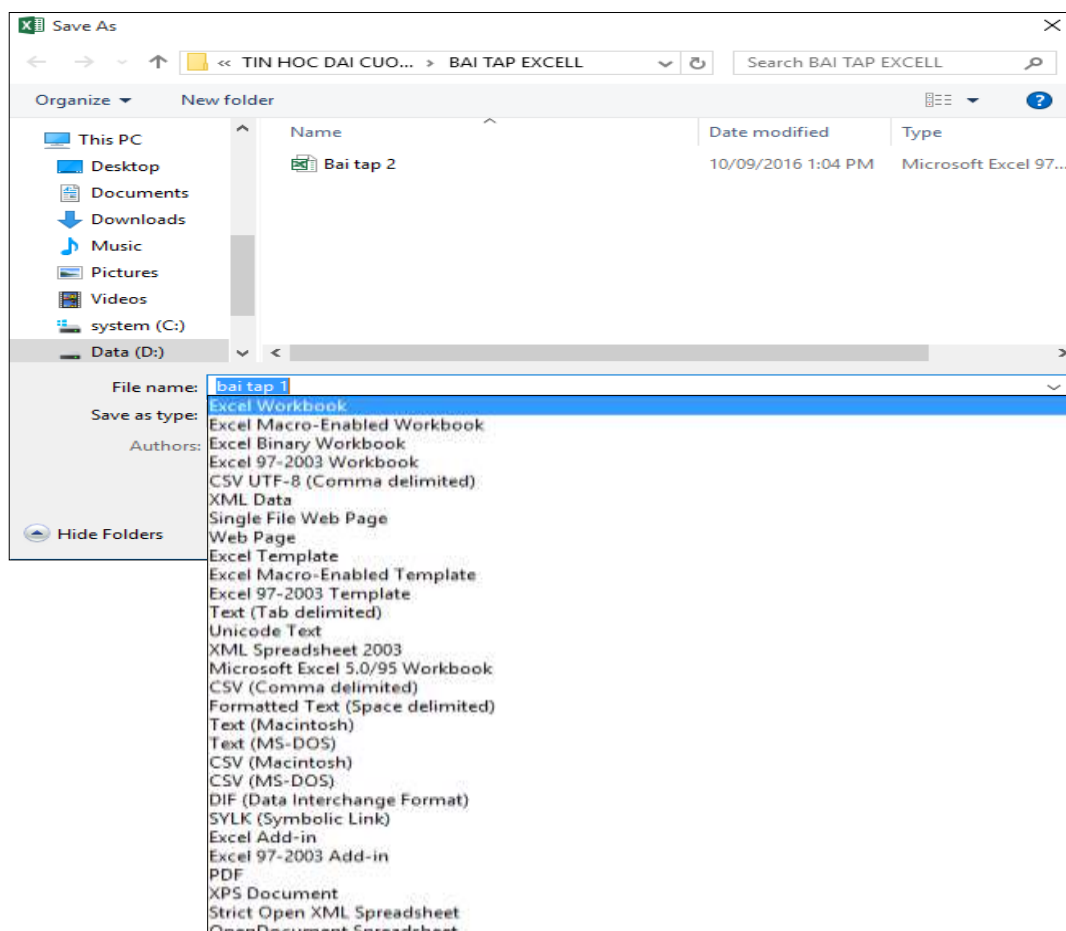 Save As
« TIN HOC DAI CUO... › BAI TAP EXCELL
Search BAI TAP EXCELL
Organize
New folder
Name
Date modified
Type
This PC
Desktop
Documents
Downloads
Music
Pictures
Videos
system (C:)
Data (D:)
Bai tap 2
10/09/2016 1:04 PM
Microsoft Excel 97...
File name: bai tap 1
Save as type:
Authors:
Hide Folders
Excel Workbook
Excel Macro-Enabled Workbook
Excel Binary Workbook
Excel 97-2003 Workbook
CSV UTF-8 (Comma delimited)
XML Data
Single File Web Page
Web Page
Excel Template
Excel Macro-Enabled Template
Excel 97-2003 Template
Text (Tab delimited)
Unicode Text
XML Spreadsheet 2003
Microsoft Excel 5.0/95 Workbook
CSV (Comma delimited)
Formatted Text (Space delimited)
Text (Macintosh)
Text (MS-DOS)
CSV (Macintosh)
CSV (MS-DOS)
DIF (Data Interchange Format)
SYLK (Symbolic Link)
Excel Add-in
Excel 97-2003 Add-in
PDF
XPS Document
Strict Open XML Spreadsheet
OpenDocument Spreadsheet